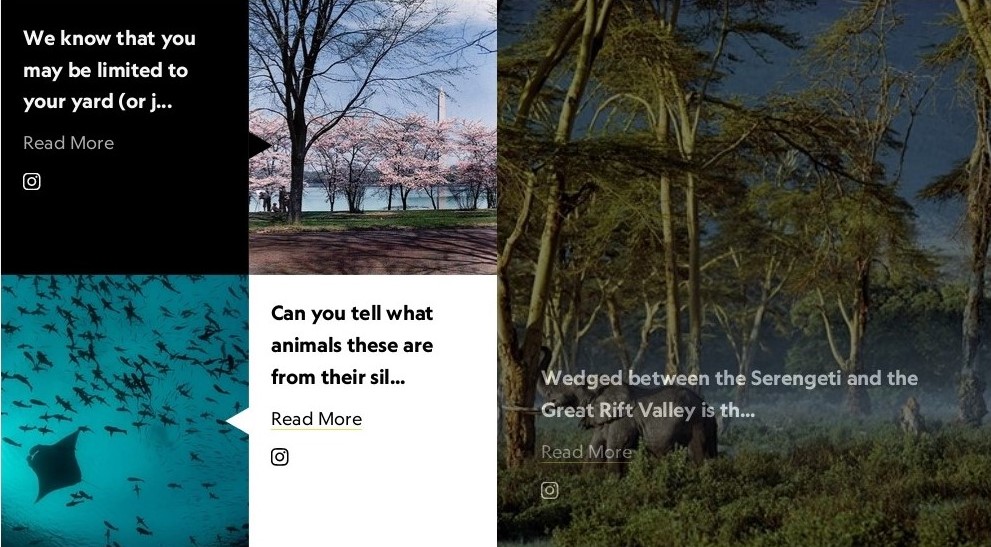 We know that you
may be limited to
your yard (or j...
Read More
Can you tell what
animals these are
from their sil...
Read More
Wedged between the Serengeti and the
Great Rift Valley is th...
Read More